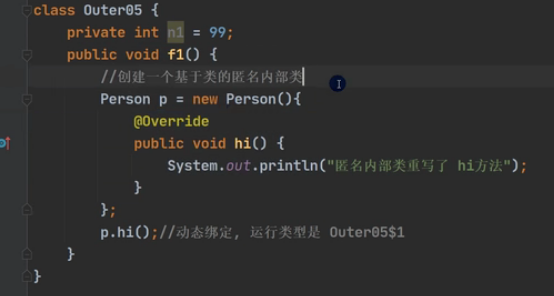 class Outer05 {
private int n1 = 99;
public void f1() {
//创建一个基于类的匿名内部类
Person p = new Person(){
@Override
public void hi() {
System.out.println("匿名内部类重写了 hi方法");
}
};
p.hi();//动态绑定, 运行类型是 Outer05$1
}
}